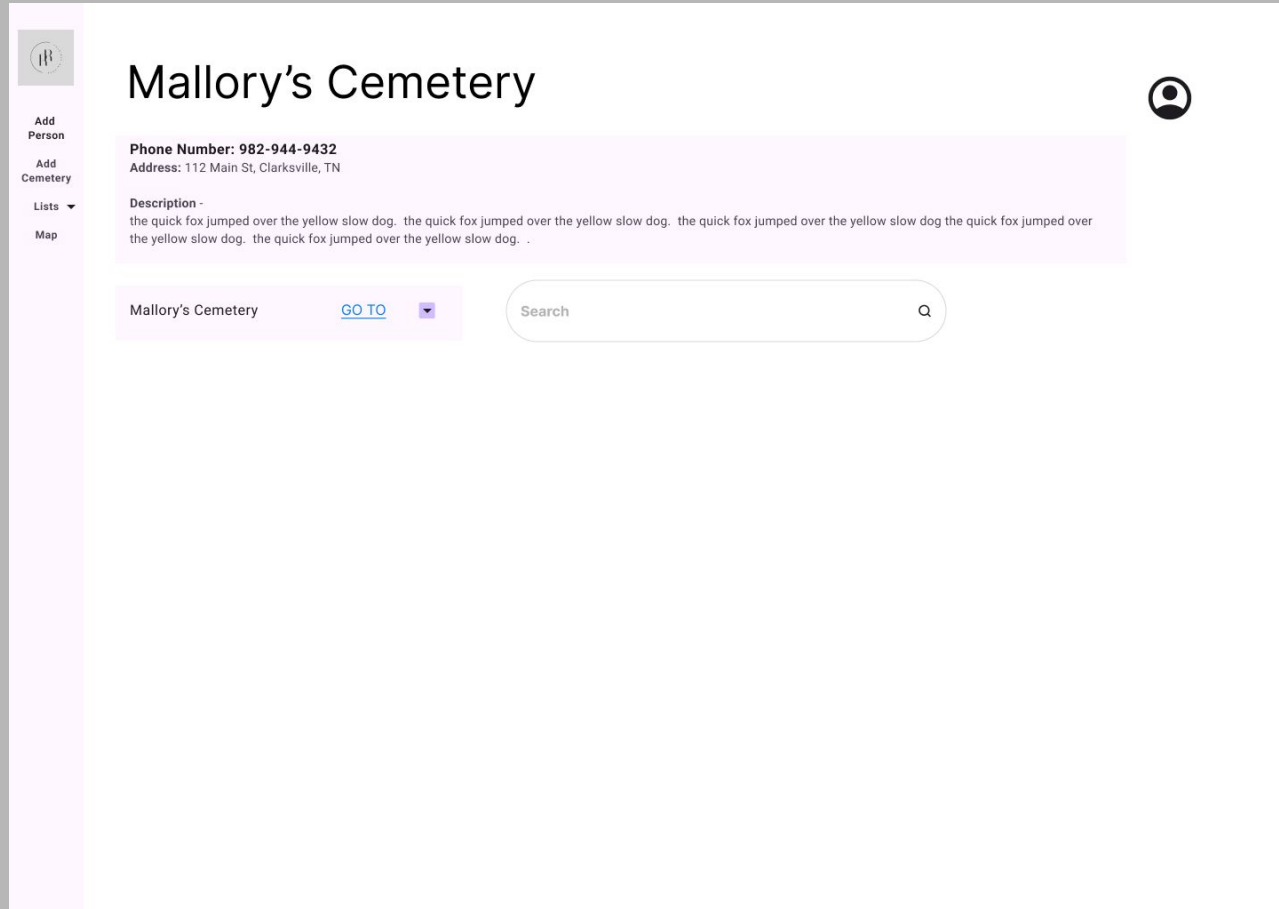 Mallory’s Cemetery
Add
Person
Add
Cemetery
Lists
Map
Phone Number: 982-944-9432
Address: 112 Main St, Clarksville, TN
Description -
the quick fox jumped over the yellow slow dog.  the quick fox jumped over the yellow slow dog.  the quick fox jumped over the yellow slow dog the quick fox jumped over
the yellow slow dog.  the quick fox jumped over the yellow slow dog.  .
Mallory’s Cemetery GO TO
Search